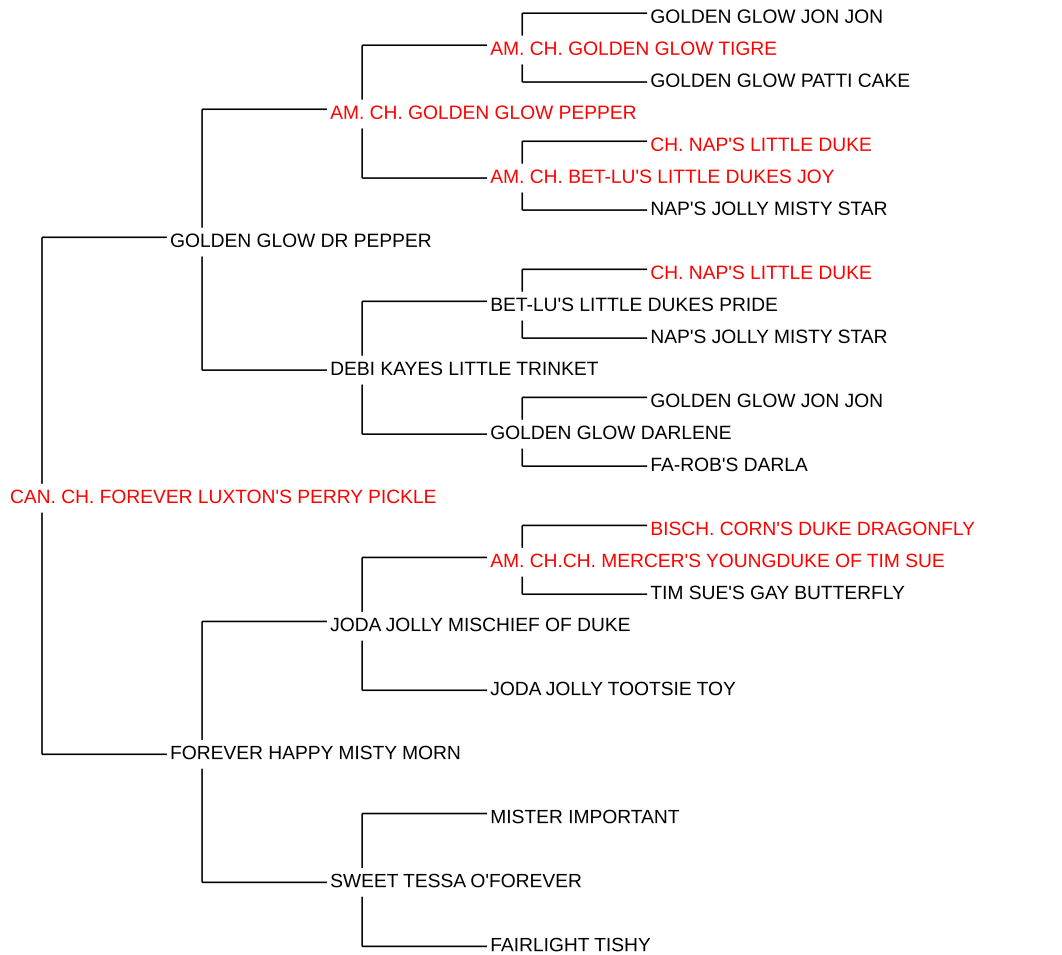 GOLDEN GLOW JON JON
AM. CH. GOLDEN GLOW TIGRE
GOLDEN GLOW PATTI CAKE
AM. CH. GOLDEN GLOW PEPPER
CH. NAP'S LITTLE DUKE
AM. CH. BET-LU'S LITTLE DUKES JOY
NAP'S JOLLY MISTY STAR
GOLDEN GLOW DR PEPPER
CH. NAP'S LITTLE DUKE
BET-LU'S LITTLE DUKES PRIDE
NAP'S JOLLY MISTY STAR
DEBI KAYES LITTLE TRINKET
GOLDEN GLOW JON JON
GOLDEN GLOW DARLENE
FA-ROB'S DARLA
CAN. CH. FOREVER LUXTON'S PERRY PICKLE
BISCH. CORN'S DUKE DRAGONFLY
AM. CH.CH. MERCER'S YOUNGDUKE OF TIM SUE
TIM SUE'S GAY BUTTERFLY
JODA JOLLY MISCHIEF OF DUKE
JODA JOLLY TOOTSIE TOY
FOREVER HAPPY MISTY MORN
MISTER IMPORTANT
SWEET TESSA O'FOREVER
FAIRLIGHT TISHY